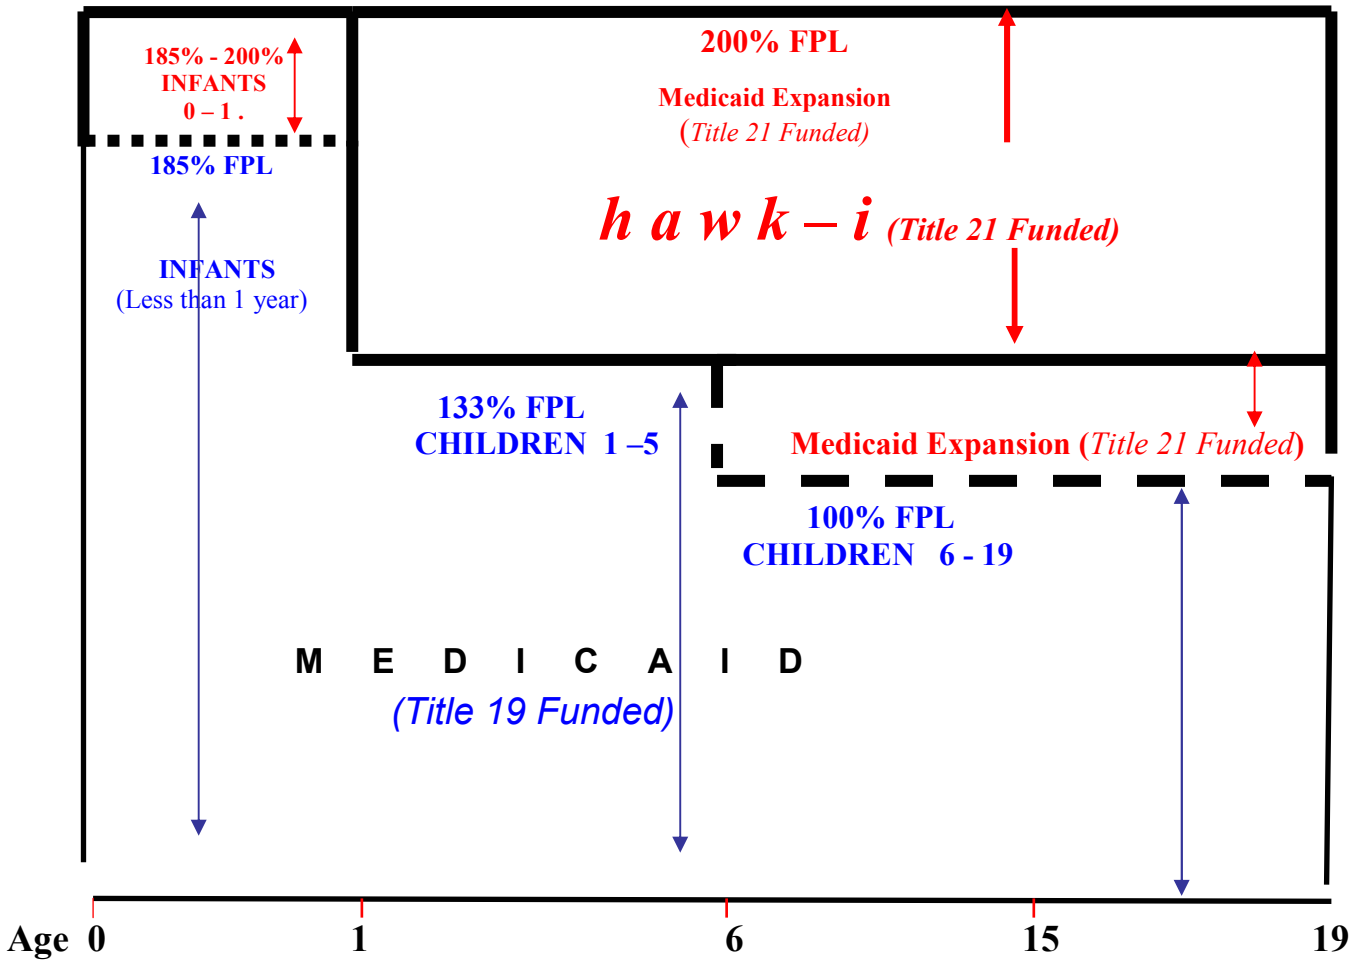 185% - 200%
INFANTS
0 – 1 .
185% FPL
INFANTS
(Less than 1 year)
200% FPL
Medicaid Expansion
(Title 21 Funded)
h a w k – i (Title 21 Funded)
133% FPL
CHILDREN 1 –5
Medicaid Expansion (Title 21 Funded)
100% FPL
CHILDREN 6 - 19
M E D I C A I D
(Title 19 Funded)
Age 0 1 6 15 19